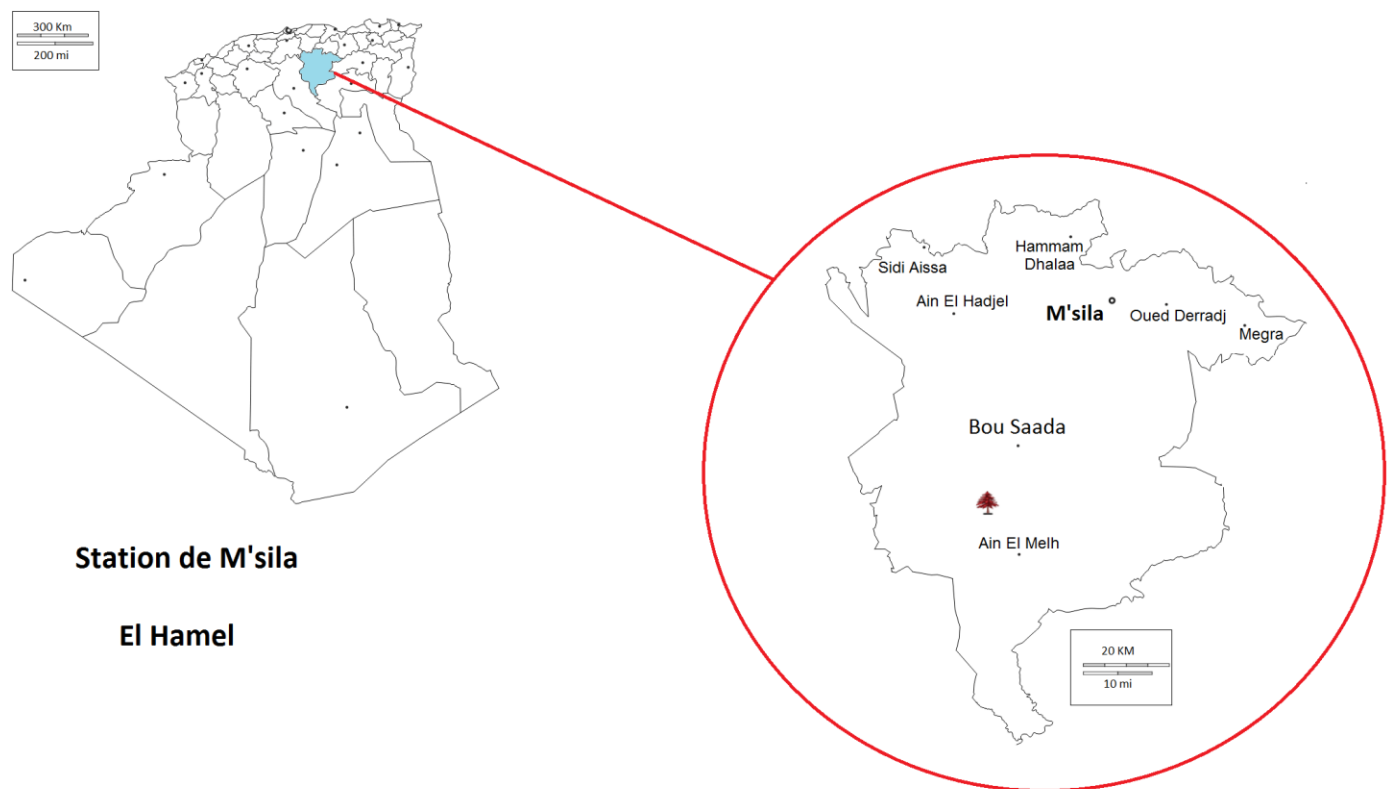 300 Km
200 mi
Sidi Aissa
Hammam
Dhalaa
Ain El Hadjel
M'sila
Oued Derradj
Megra
Bou Saada
Ain El Melh
Station de M'sila
El Hamel
20 KM
10 mi